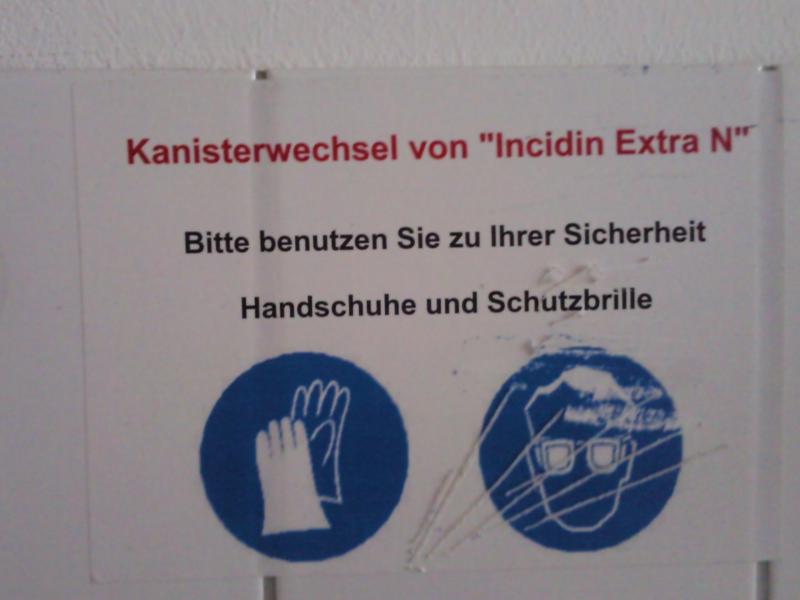 Kanisterwechsel von "Incidin Extra N"
Bitte benutzen Sie zu Ihrer Sicherheit
Handschuhe und Schutzbrille